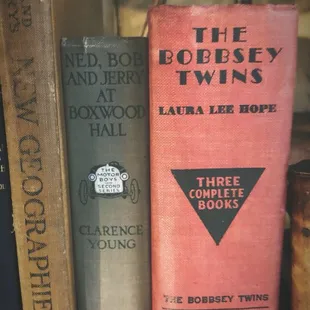 ND
NEW GEOGRAPHIE
NED, BOB
AND JERRY
AT
BOXWOOD
HALL
THE
MOTOR
BOYS
SECOND
SERIES
CLARENCE
YOUNG
THE
BOBBSEY
TWINS
LAURA LEE HOPE
THREE
COMPLETE
BOOKS
THE BOBBSEY TWINS